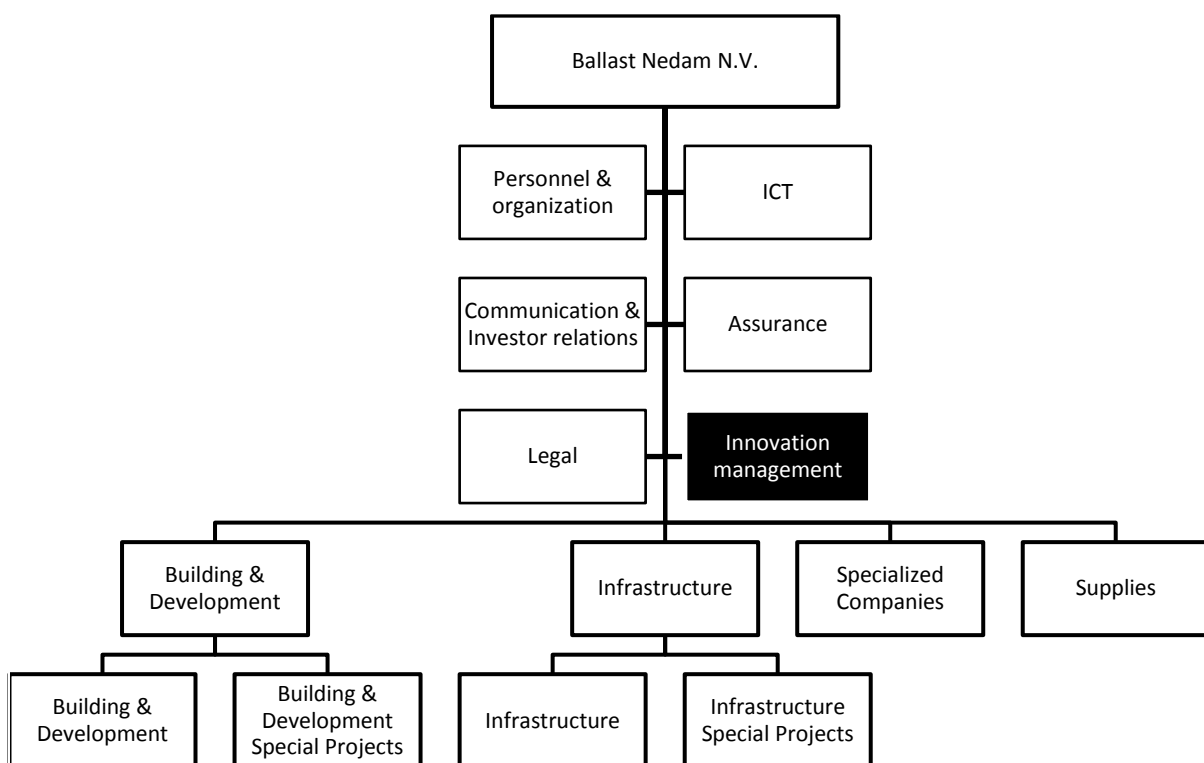 Ballast Nedam N.V.
Personnel &
organization
ICT
Communication &
Investor relations
Assurance
Legal
Innovation
management
Building &
Development
Infrastructure
Specialized
Companies
Supplies
Building &
Development
Building &
Development
Special Projects
Infrastructure
Infrastructure
Special Projects